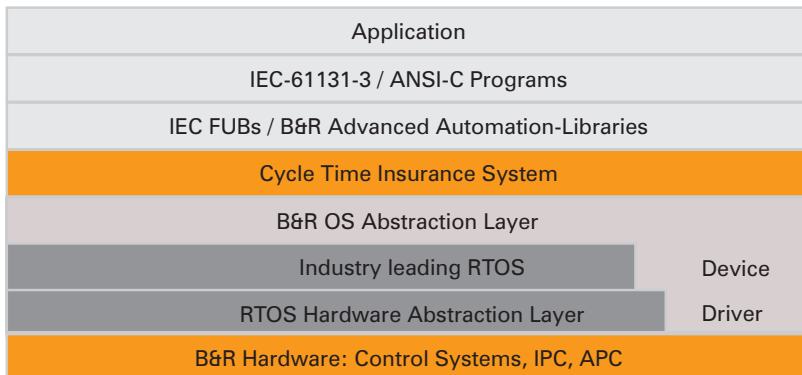 Application
IEC-61131-3 / ANSI-C Programs
IEC FUBs / B&R Advanced Automation-Libraries
Cycle Time Insurance System
B&R OS Abstraction Layer
Industry leading RTOS
Device
RTOS Hardware Abstraction Layer
Driver
B&R Hardware: Control Systems, IPC, APC